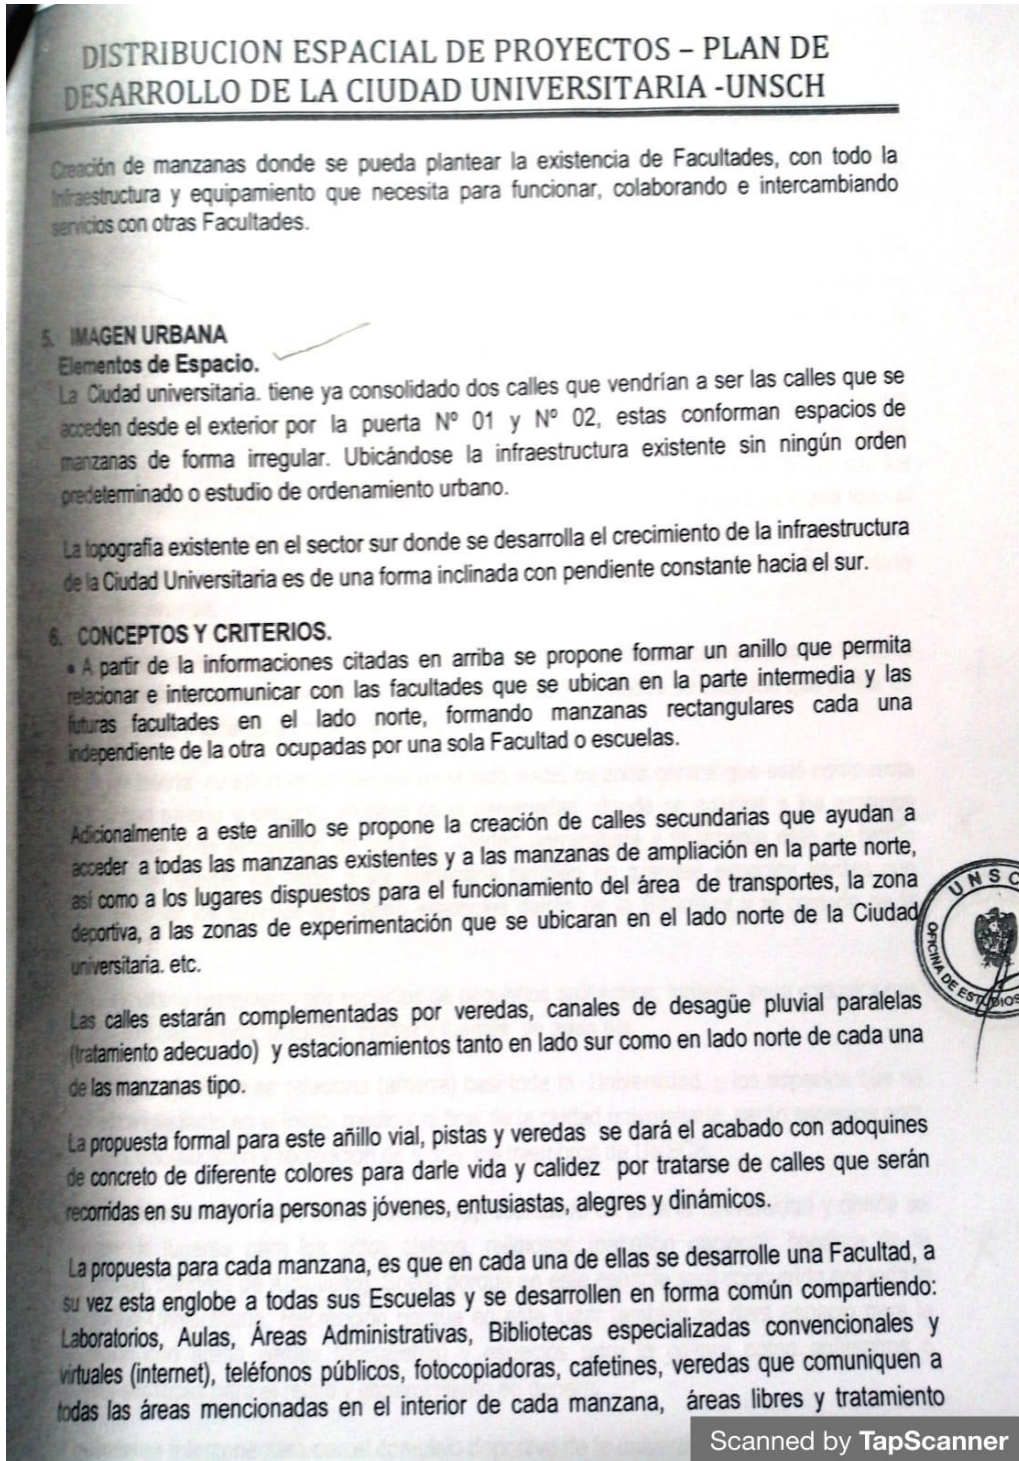 DISTRIBUCION ESPACIAL DE PROYECTOS – PLAN DE
DESARROLLO DE LA CIUDAD UNIVERSITARIA -UNSCH
Creación de manzanas donde se pueda plantear la existencia de Facultades, con todo la
Infraestructura y equipamiento que necesita para funcionar, colaborando e intercambiando
servicios con otras Facultades.
5. IMAGEN URBANA
Elementos de Espacio.
La Ciudad universitaria. tiene ya consolidado dos calles que vendrían a ser las calles que se
acceden desde el exterior por la puerta Nº 01 y Nº 02, estas conforman espacios de
manzanas de forma irregular. Ubicándose la infraestructura existente sin ningún orden
predeterminado o estudio de ordenamiento urbano.
La topografía existente en el sector sur donde se desarrolla el crecimiento de la infraestructura
de la Ciudad Universitaria es de una forma inclinada con pendiente constante hacia el sur.
6. CONCEPTOS Y CRITERIOS.
• A partir de la informaciones citadas en arriba se propone formar un anillo que permita
relacionar e intercomunicar con las facultades que se ubican en la parte intermedia y las
futuras facultades en el lado norte, formando manzanas rectangulares cada una
independiente de la otra ocupadas por una sola Facultad o escuelas.
Adicionalmente a este anillo se propone la creación de calles secundarias que ayudan a
acceder a todas las manzanas existentes y a las manzanas de ampliación en la parte norte,
así como a los lugares dispuestos para el funcionamiento del área de transportes, la zona
deportiva, a las zonas de experimentación que se ubicaran en el lado norte de la Ciudad
universitaria. etc.
UNSC
OFICINA DE ESTUDIOS
Las calles estarán complementadas por veredas, canales de desagüe pluvial paralelas
(tratamiento adecuado) y estacionamientos tanto en lado sur como en lado norte de cada una
de las manzanas tipo.
La propuesta formal para este añillo vial, pistas y veredas se dará el acabado con adoquines
de concreto de diferente colores para darle vida y calidez por tratarse de calles que serán
recorridas en su mayoría personas jóvenes, entusiastas, alegres y dinámicos.
La propuesta para cada manzana, es que en cada una de ellas se desarrolle una Facultad, a
su vez esta englobe a todas sus Escuelas y se desarrollen en forma común compartiendo:
Laboratorios, Aulas, Áreas Administrativas, Bibliotecas especializadas convencionales y
virtuales (internet), teléfonos públicos, fotocopiadoras, cafetines, veredas que comuniquen a
todas las áreas mencionadas en el interior de cada manzana, áreas libres y tratamiento
Scanned by TapScanner